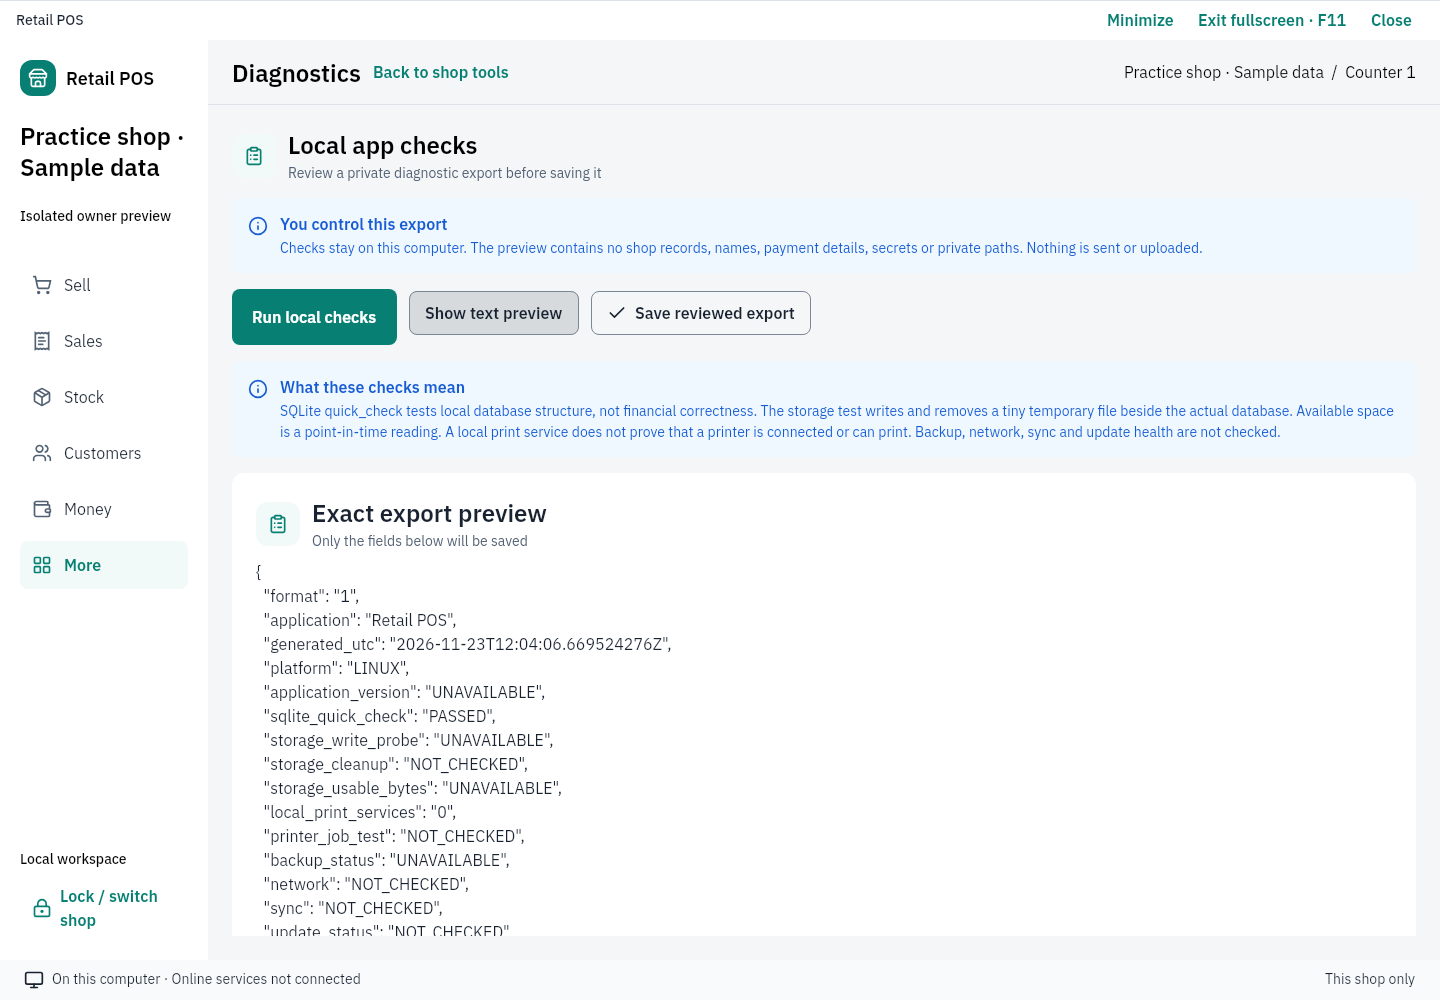 Retail POS
Minimize
Exit fullscreen · F11
Close
Retail POS
Practice shop ·
Sample data
Isolated owner preview
Sell
Sales
Stock
Customers
Money
More
Local workspace
Lock / switch
shop
Diagnostics
Back to shop tools
Practice shop · Sample data / Counter 1
Local app checks
Review a private diagnostic export before saving it
You control this export
Checks stay on this computer. The preview contains no shop records, names, payment details, secrets or private paths. Nothing is sent or uploaded.
Run local checks
Show text preview
Save reviewed export
What these checks mean
SQLite quick_check tests local database structure, not financial correctness. The storage test writes and removes a tiny temporary file beside the actual database. Available space
is a point-in-time reading. A local print service does not prove that a printer is connected or can print. Backup, network, sync and update health are not checked.
Exact export preview
Only the fields below will be saved
{
"format": "1",
"application": "Retail POS",
"generated_utc": "2026-11-23T12:04:06.669524276Z",
"platform": "LINUX",
"application_version": "UNAVAILABLE",
"sqlite_quick_check": "PASSED",
"storage_write_probe": "UNAVAILABLE",
"storage_cleanup": "NOT_CHECKED",
"storage_usable_bytes": "UNAVAILABLE",
"local_print_services": "0",
"printer_job_test": "NOT_CHECKED",
"backup_status": "UNAVAILABLE",
"network": "NOT_CHECKED",
"sync": "NOT_CHECKED",
"update_status": "NOT_CHECKED"
On this computer · Online services not connected
This shop only